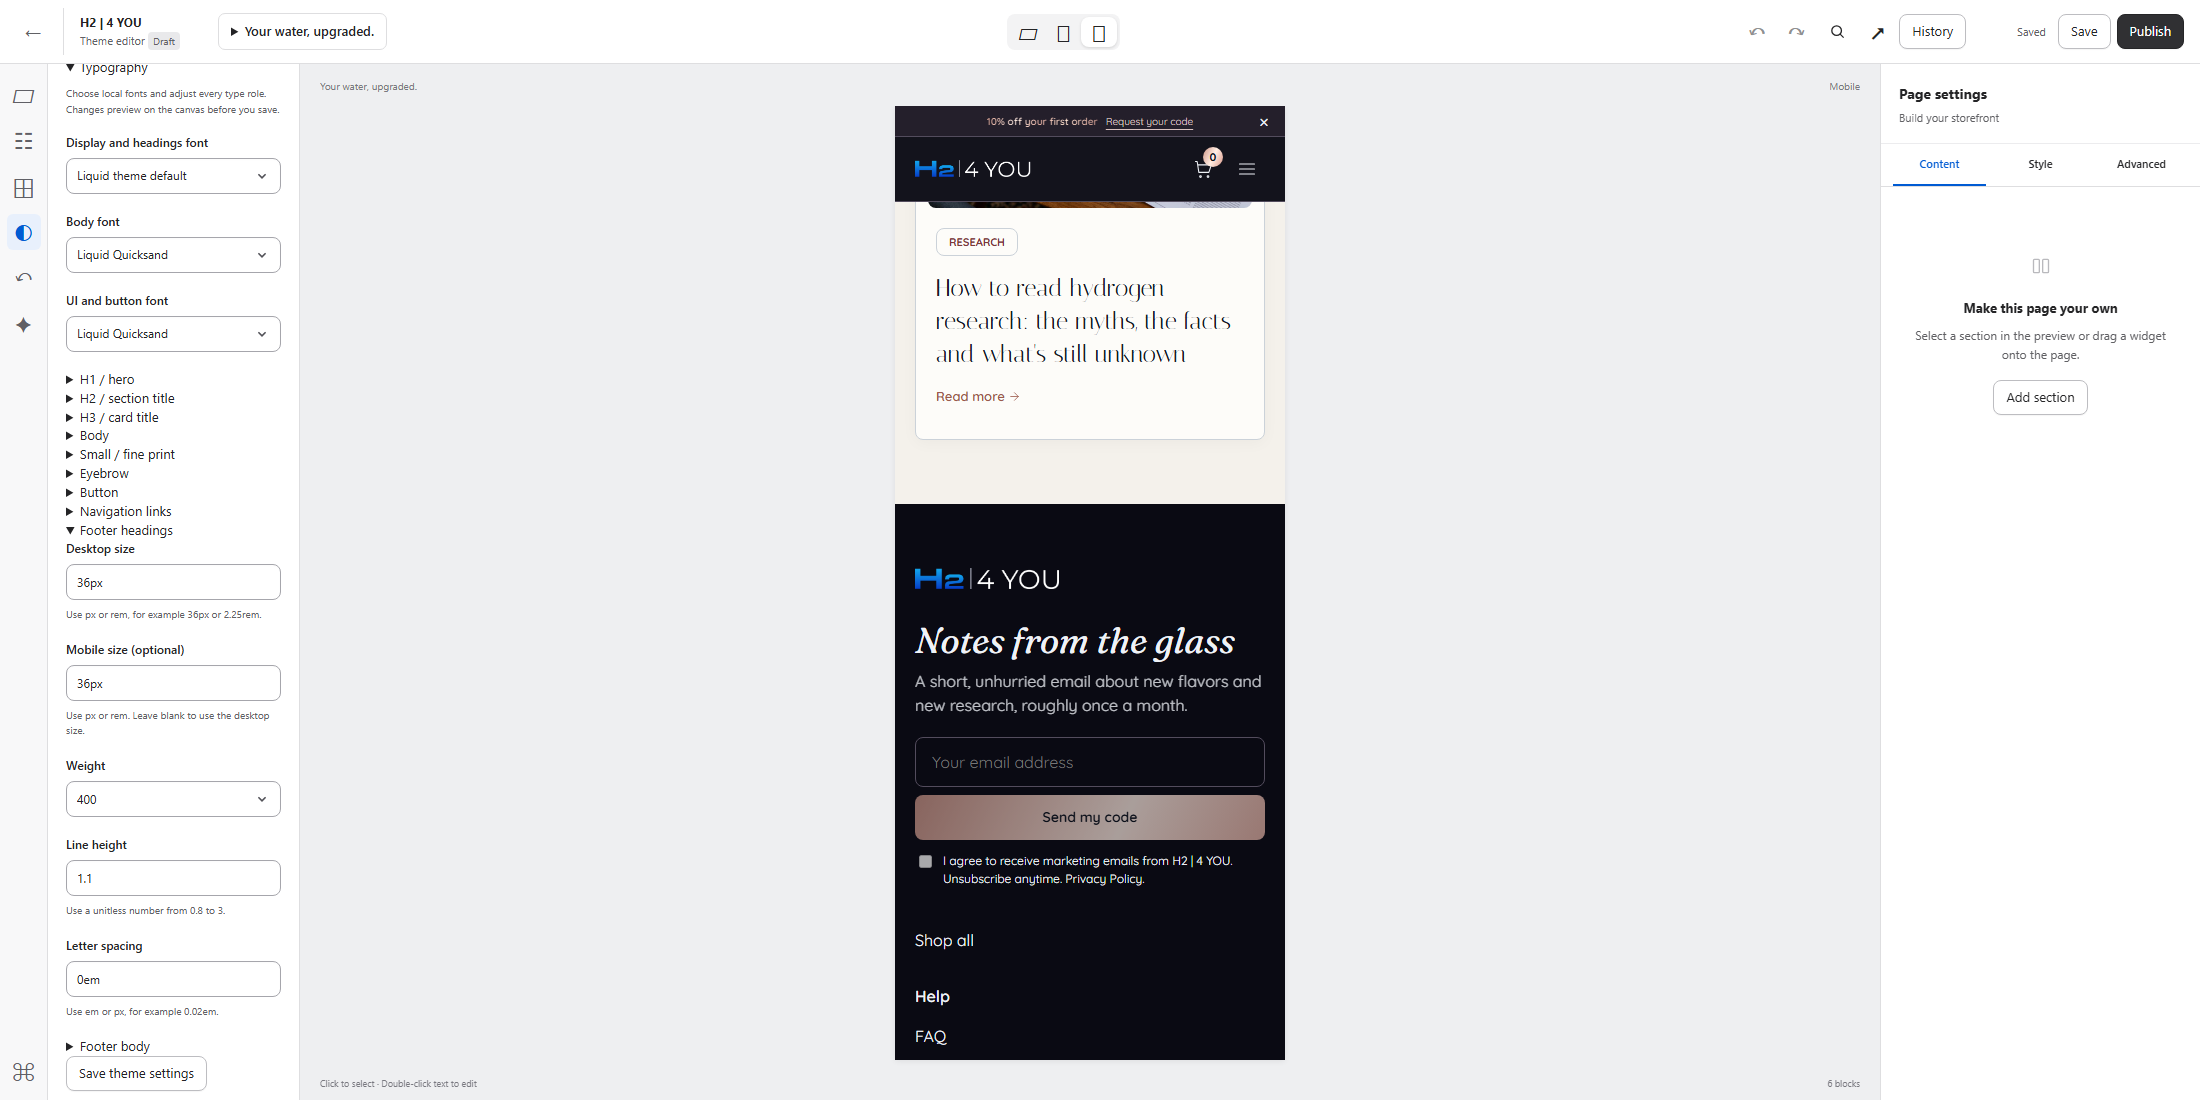 H2 | 4 YOU
Theme editor Draft
Your water, upgraded.
History
Saved
Save
Publish
Typography
Choose local fonts and adjust every type role.
Changes preview on the canvas before you save.
Display and headings font
Liquid theme default
Body font
Liquid Quicksand
UI and button font
Liquid Quicksand
H1 / hero
H2 / section title
H3 / card title
Body
Small / fine print
Eyebrow
Button
Navigation links
Footer headings
Desktop size
36px
Use px or rem, for example 36px or 2.25rem.
Mobile size (optional)
36px
Use px or rem. Leave blank to use the desktop
size.
Weight
400
Line height
1.1
Use a unitless number from 0.8 to 3.
Letter spacing
0em
Use em or px, for example 0.02em.
Footer body
Save theme settings
Your water, upgraded.
Mobile
10% off your first order Request your code
H2 | 4 YOU
0
RESEARCH
How to read hydrogen
research: the myths, the facts
and what's still unknown
Read more →
H2 | 4 YOU
Notes from the glass
A short, unhurried email about new flavors and
new research, roughly once a month.
Your email address
Send my code
I agree to receive marketing emails from H2 | 4 YOU.
Unsubscribe anytime. Privacy Policy.
Shop all
Help
FAQ
Click to select · Double-click text to edit
6 blocks
Page settings
Build your storefront
Content
Style
Advanced
Make this page your own
Select a section in the preview or drag a widget
onto the page.
Add section